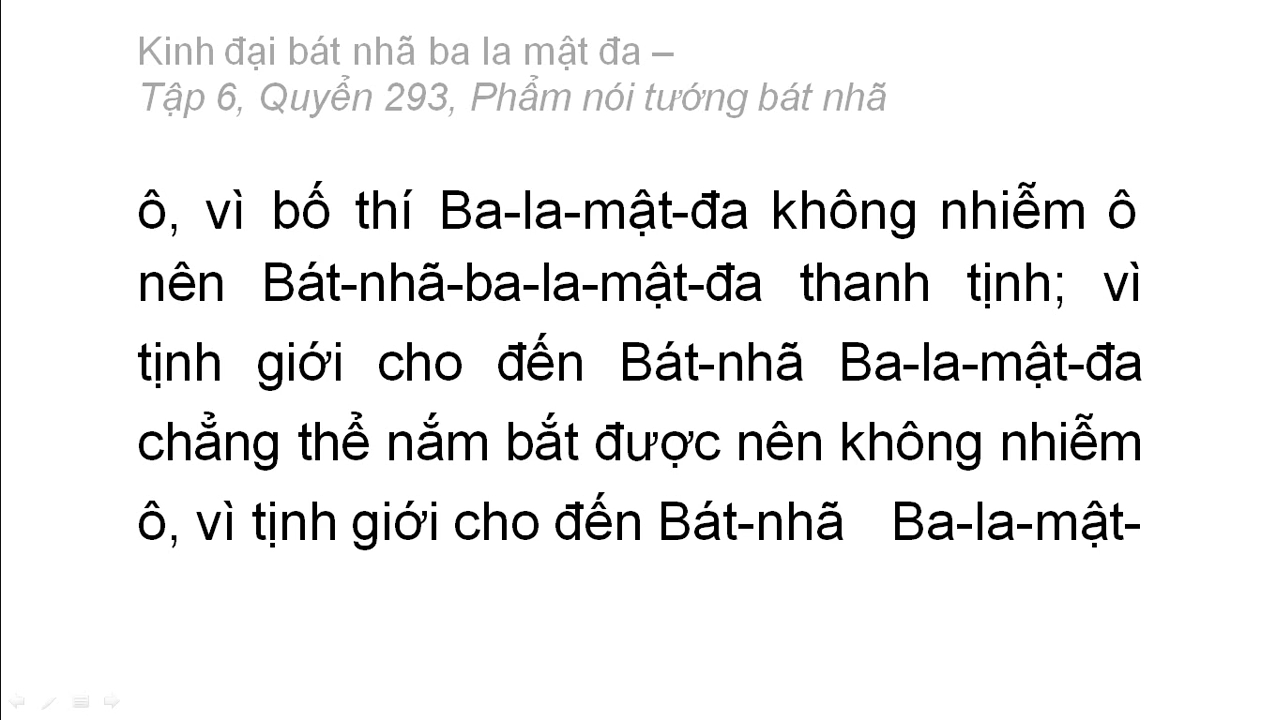 Kinh đại bát nhã ba la mật đa –
Tập 6, Quyển 293, Phẩm nói tướng bát nhã
ô, vì bố thí Ba-la-mật-đa không nhiễm ô
nên Bát-nhã-ba-la-mật-đa thanh tịnh; vì
tịnh giới cho đến Bát-nhã Ba-la-mật-đa
chẳng thể nắm bắt được nên không nhiễm
ô, vì tịnh giới cho đến Bát-nhã Ba-la-mật-